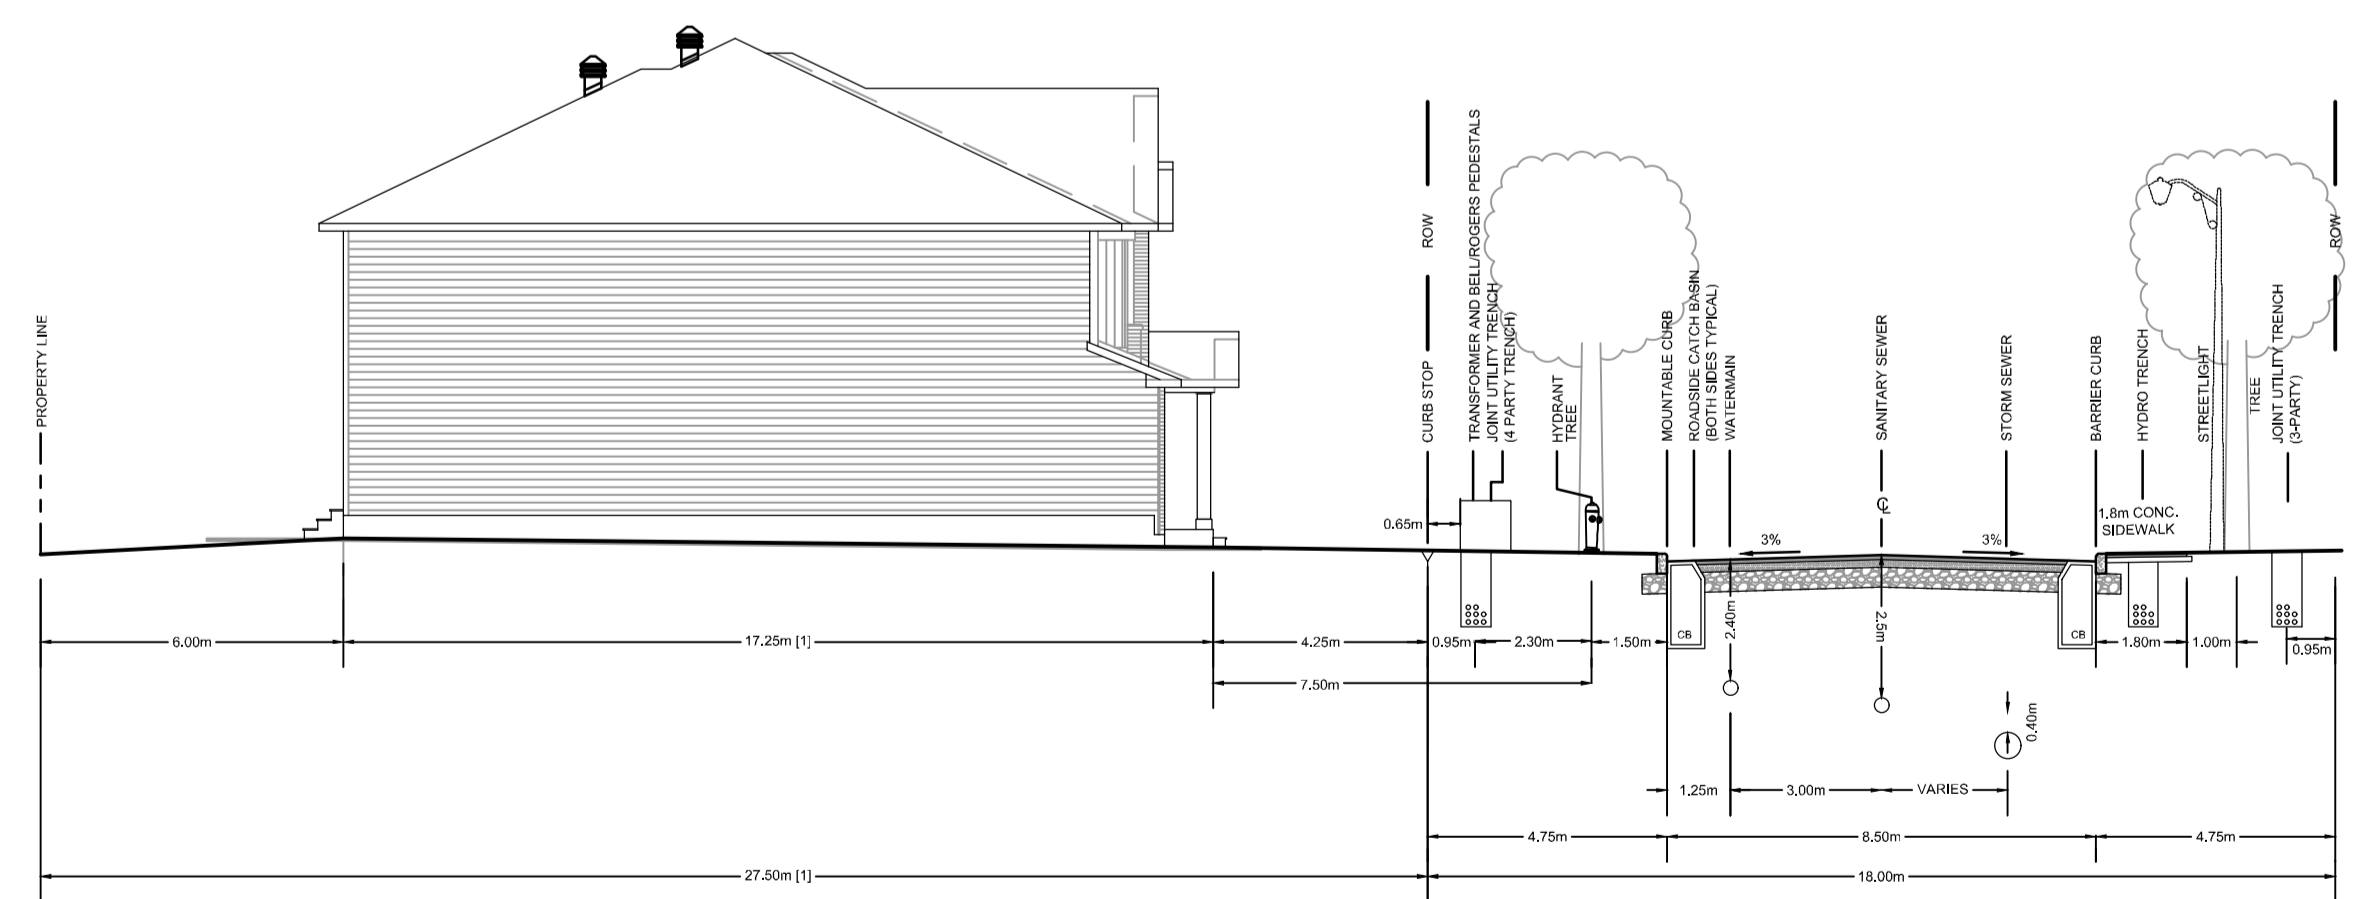 PROPERTY LINE
CURB STOP
ROW
TRANSFORMER AND BELL/ROGERS PEDESTALS
JOINT UTILITY TRENCH
(4 PARTY TRENCH)
HYDRANT
TREE
MOUNTABLE CURB
ROADSIDE CATCH BASIN
(BOTH SIDES TYPICAL)
WATERMAIN
SANITARY SEWER
STORM SEWER
BARRIER CURB
HYDRO TRENCH
STREETLIGHT
TREE
JOINT UTILITY TRENCH
(3-PARTY)
ROW
0.65m
3%
3%
1.8m CONC.
SIDEWALK
6.00m
17.25m [1]
4.25m
0.95m
2.30m
1.50m
CB
2.40m
2.5m
CB
1.80m
1.00m
0.95m
7.50m
0.40m
1.25m
3.00m
VARIES
4.75m
8.50m
4.75m
27.50m [1]
18.00m